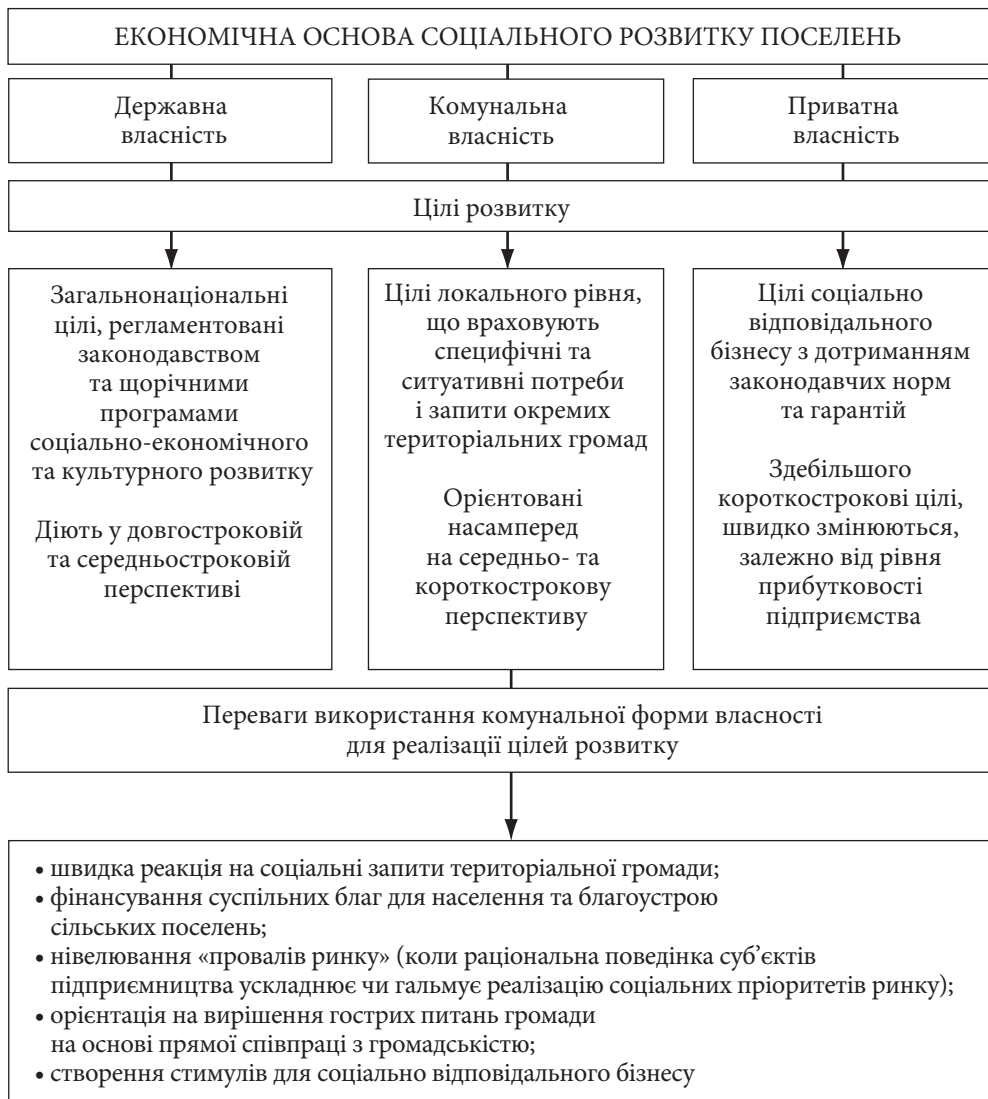 ЕКОНОМІЧНА ОСНОВА СОЦІАЛЬНОГО РОЗВИТКУ ПОСЕЛЕНЬ
Державна
власність
Комунальна
власність
Приватна
власність
Цілі розвитку
Загальнонаціональні
цілі, регламентовані
законодавством
та щорічними
програмами
соціально-економічного
та культурного розвитку
Діють у довгостроковій
та середньостроковій
перспективі
Цілі локального рівня,
що враховують
специфічні та
ситуативні потреби
і запити окремих
територіальних громад
Орієнтовані
насамперед
на середньо- та
короткострокову
перспективу
Цілі соціально
відповідального
бізнесу з дотриманням
законодавчих норм
та гарантій
Здебільшого
короткострокові цілі,
швидко змінюються,
залежно від рівня
прибутковості
підприємства
Переваги використання комунальної форми власності
для реалізації цілей розвитку
• швидка реакція на соціальні запити територіальної громади;
• фінансування суспільних благ для населення та благоустрою
сільських поселен;
• нівелювання «провалів ринку» (коли раціональна поведінка суб’єктів
підприємництва ускладнює чи гальмує реалізацію соціальних пріоритетів ринку);
• орієнтація на вирішення гострих питань громади
на основі прямої співпраці з громадськістю;
• створення стимулів для соціально відповідального бізнесу